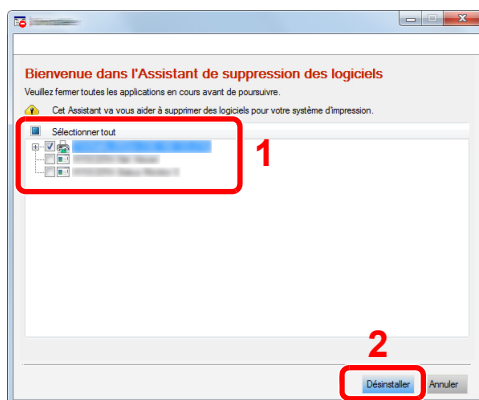 Bienvenue dans l'Assistant de suppression des logiciels
Veuillez fermer toutes les applications en cours avant de poursuivre.
Cet Assistant va vous aider à supprimer des logiciels pour votre système d'impression.
Sélectionner tout
1
2
Désinstaller Annuler